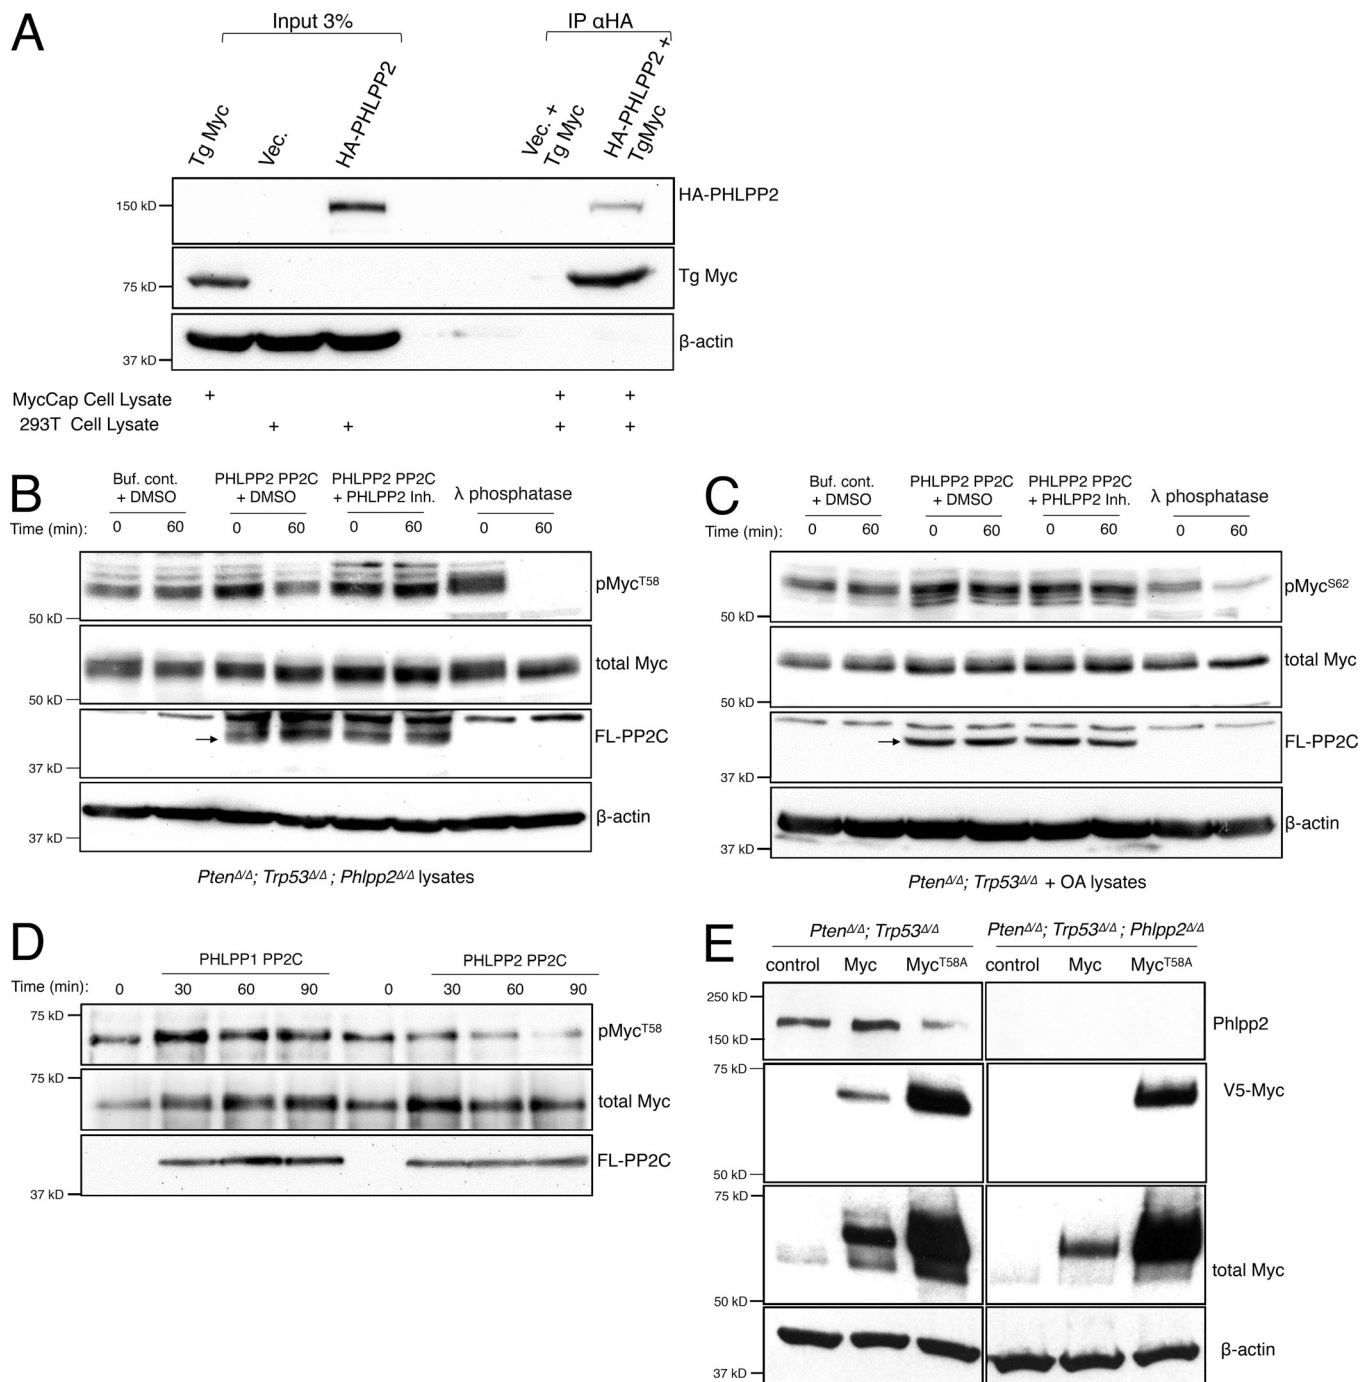 A
Input 3%
IP αHA
Tg Myc
Vec.
HA-PHLPP2
Vec. +
Tg Myc
HA-PHLPP2 +
TgMyc
150 kD
HA-PHLPP2
75 kD
Tg Myc
37 kD
β-actin
MycCap Cell Lysate + + +
293T Cell Lysate + + + +
B
Buf. cont.
+ DMSO
PHLPP2 PP2C
+ DMSO
PHLPP2 PP2C
+ PHLPP2 Inh.
λ phosphatase
Time (min): 0 60 0 60 0 60 0 60
pMycT58
50 kD
total Myc
50 kD
FL-PP2C
37 kD
β-actin
37 kD
PtenΔ/Δ; Trp53Δ/Δ ; Phlpp2Δ/Δ lysates
C
Buf. cont.
+ DMSO
PHLPP2 PP2C
+ DMSO
PHLPP2 PP2C
+ PHLPP2 Inh.
λ phosphatase
Time (min): 0 60 0 60 0 60 0 60
pMycS62
50 kD
total Myc
50 kD
FL-PP2C
37 kD
β-actin
37 kD
PtenΔ/Δ; Trp53Δ/Δ + OA lysates
D
PHLPP1 PP2C
PHLPP2 PP2C
Time (min): 0 30 60 90 0 30 60 90
75 kD
pMycT58
75 kD
total Myc
FL-PP2C
37 kD
E
PtenΔ/Δ; Trp53Δ/Δ
PtenΔ/Δ; Trp53Δ/Δ ; Phlpp2Δ/Δ
control Myc MycT58A control Myc MycT58A
250 kD
Phlpp2
150 kD
75 kD
V5-Myc
50 kD
75 kD
total Myc
50 kD
β-actin
37 kD